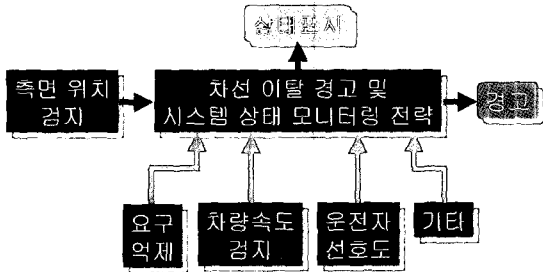 상태표시
측면 위치
검지
차선 이탈 경고 및
시스템 상태 모니터링 전략
경고
요구
억제
차량속도
검지
운전자
선호도
기타